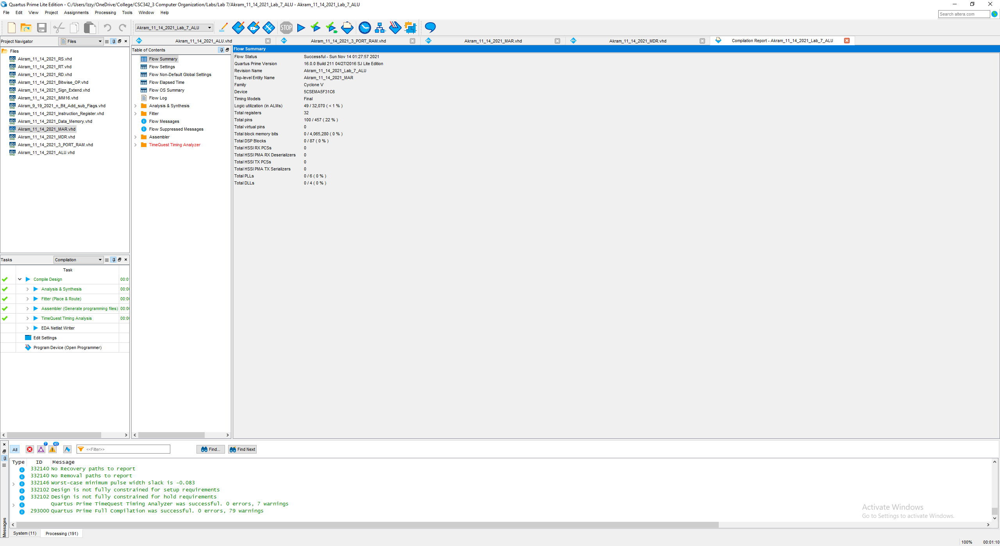 Quartus Prime Lite Edition - C:/Users/Izzy/OneDrive/College/CSC342_3 Computer Organization/Labs/Lab 7/Akram_11_14_2021_Lab_7_ALU - Akram_11_14_2021_Lab_7_ALU
File Edit View Project Assignments Processing Tools Window Help
Search altera.com
Akram_11_14_2021_Lab_7_ALU
STOP
Project Navigator Files
Akram_11_14_2021_ALU.vhd
Akram_11_14_2021_3_PORT_RAM.vhd
Akram_11_14_2021_MAR.vhd
Akram_11_14_2021_MDR.vhd
Compilation Report - Akram_11_14_2021_Lab_7_ALU
Files
Akram_11_14_2021_RS.vhd
Akram_11_14_2021_RT.vhd
Akram_11_14_2021_RD.vhd
Akram_11_14_2021_Bitwise_OP.vhd
Akram_11_14_2021_Sign_Extend.vhd
Akram_11_14_2021_IMM16.vhd
Akram_9_19_2021_n_Bit_Add_sub_Flags.vhd
Akram_11_14_2021_Instruction_Register.vhd
Akram_11_14_2021_Data_Memory.vhd
Akram_11_14_2021_MAR.vhd
Akram_11_14_2021_MDR.vhd
Akram_11_14_2021_3_PORT_RAM.vhd
Akram_11_14_2021_ALU.vhd
Table of Contents
Flow Summary
Flow Settings
Flow Non-Default Global Settings
Flow Elapsed Time
Flow OS Summary
Flow Log
Analysis & Synthesis
Fitter
Flow Messages
Flow Suppressed Messages
Assembler
TimeQuest Timing Analyzer
Flow Summary
Flow Status Successful - Sun Nov 14 01:27:57 2021
Quartus Prime Version 16.0.0 Build 211 04/27/2016 SJ Lite Edition
Revision Name Akram_11_14_2021_Lab_7_ALU
Top-level Entity Name Akram_11_14_2021_MAR
Family Cyclone V
Device 5CSEMA5F31C6
Timing Models Final
Logic utilization (in ALMs) 49 / 32,070 ( < 1 % )
Total registers 32
Total pins 100 / 457 ( 22 % )
Total virtual pins 0
Total block memory bits 0 / 4,065,280 ( 0 % )
Total DSP Blocks 0 / 87 ( 0 % )
Total HSSI RX PCSs 0
Total HSSI PMA RX Deserializers 0
Total HSSI TX PCSs 0
Total HSSI PMA TX Serializers 0
Total PLLs 0 / 6 ( 0 % )
Total DLLs 0 / 4 ( 0 % )
Tasks Compilation
Task
Compile Design 00:0
Analysis & Synthesis 00:0
Fitter (Place & Route) 00:0
Assembler (Generate programming files) 00:0
TimeQuest Timing Analysis 00:0
EDA Netlist Writer
Edit Settings
Program Device (Open Programmer)
All 7 40 <<Filter>> Find... Find Next
Type ID Message
332140 No Recovery paths to report
332140 No Removal paths to report
332146 Worst-case minimum pulse width slack is -0.083
332102 Design is not fully constrained for setup requirements
332102 Design is not fully constrained for hold requirements
Quartus Prime TimeQuest Timing Analyzer was successful. 0 errors, 7 warnings
293000 Quartus Prime Full Compilation was successful. 0 errors, 79 warnings
Messages
Activate Windows
Go to Settings to activate Windows.
System (11) Processing (191)
100% 00:01:10